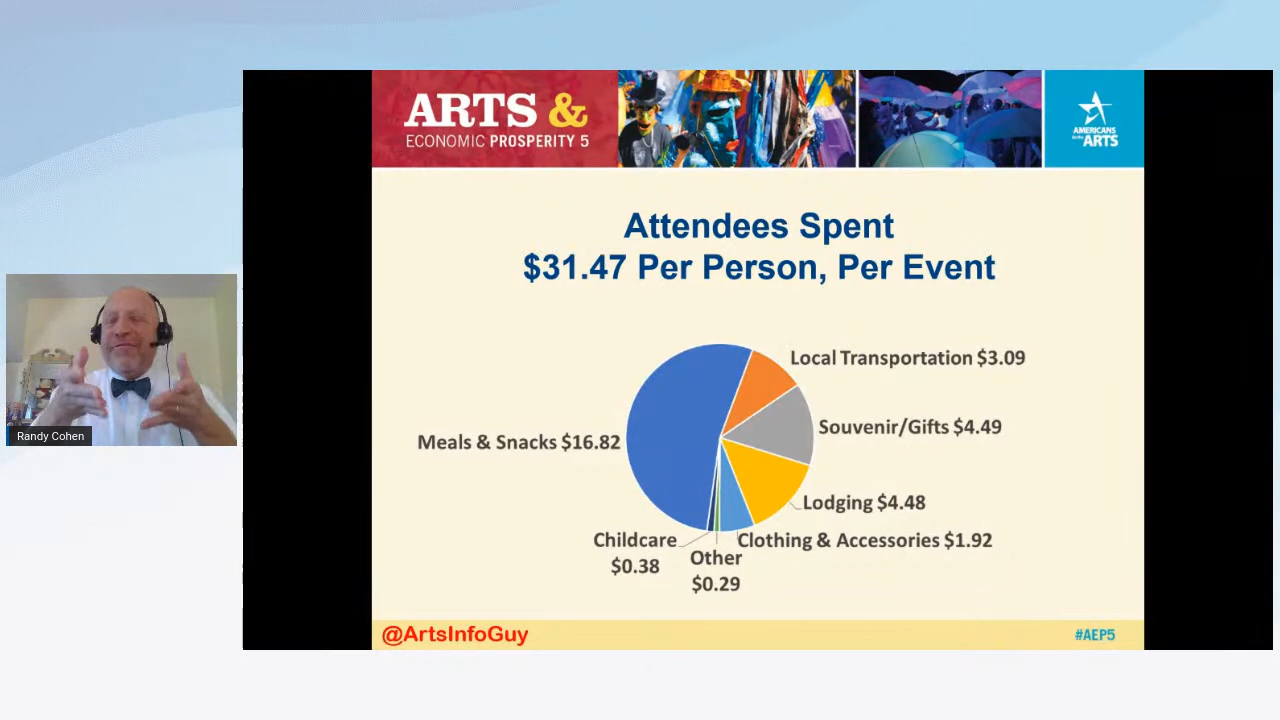 ARTS &
ECONOMIC PROSPERITY 5
AMERICANS
for the
ARTS
Attendees Spent
$31.47 Per Person, Per Event
Local Transportation $3.09
Souvenir/Gifts $4.49
Meals & Snacks $16.82
Lodging $4.48
Childcare
$0.38
Other
$0.29
Clothing & Accessories $1.92
Randy Cohen
@ArtsInfoGuy
#AEP5